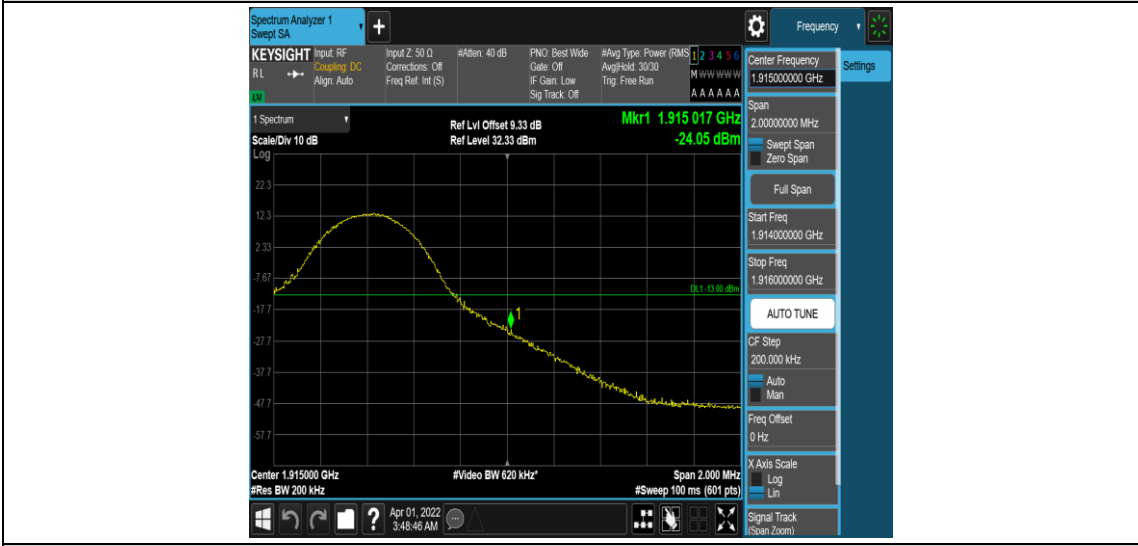 Spectrum Analyzer 1
Swept SA
+
Frequency
KEYSIGHT
RL
Input: RF
Coupling: DC
Align: Auto
Input Z: 50 Ω
Corrections: Off
Freq Ref: Int (S)
#Atten: 40 dB
PNO: Best Wide
Gate: Off
IF Gain: Low
Sig Track: Off
#Avg Type: Power (RMS
Avg|Hold: 30/30
Trig: Free Run
1 2 3 4 5 6
M W W W W W
A A A A A A
1 Spectrum
Scale/Div 10 dB
Log
Ref Lvl Offset 9.33 dB
Ref Level 32.33 dBm
Mkr1 1.915 017 GHz
-24.05 dBm
22.3
12.3
2.33
-7.67
-17.7
-27.7
-37.7
-47.7
-57.7
DL1 -13.00 dBm
1
Center 1.915000 GHz
#Res BW 200 kHz
#Video BW 620 kHz*
Span 2.000 MHz
#Sweep 100 ms (601 pts)
?
Apr 01, 2022
3:48:46 AM
Center Frequency
1.915000000 GHz
Settings
Span
2.00000000 MHz
Swept Span
Zero Span
Full Span
Start Freq
1.914000000 GHz
Stop Freq
1.916000000 GHz
AUTO TUNE
CF Step
200.000 kHz
Auto
Man
Freq Offset
0 Hz
X Axis Scale
Log
Lin
Signal Track
(Span Zoom)